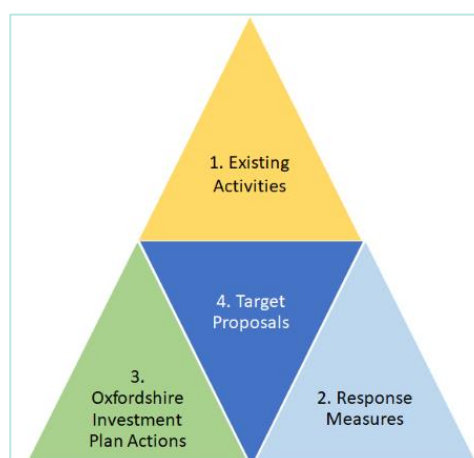 1. Existing
Activities
4. Target
Proposals
3.
Oxfordshire
Investment
Plan Actions
2. Response
Measures